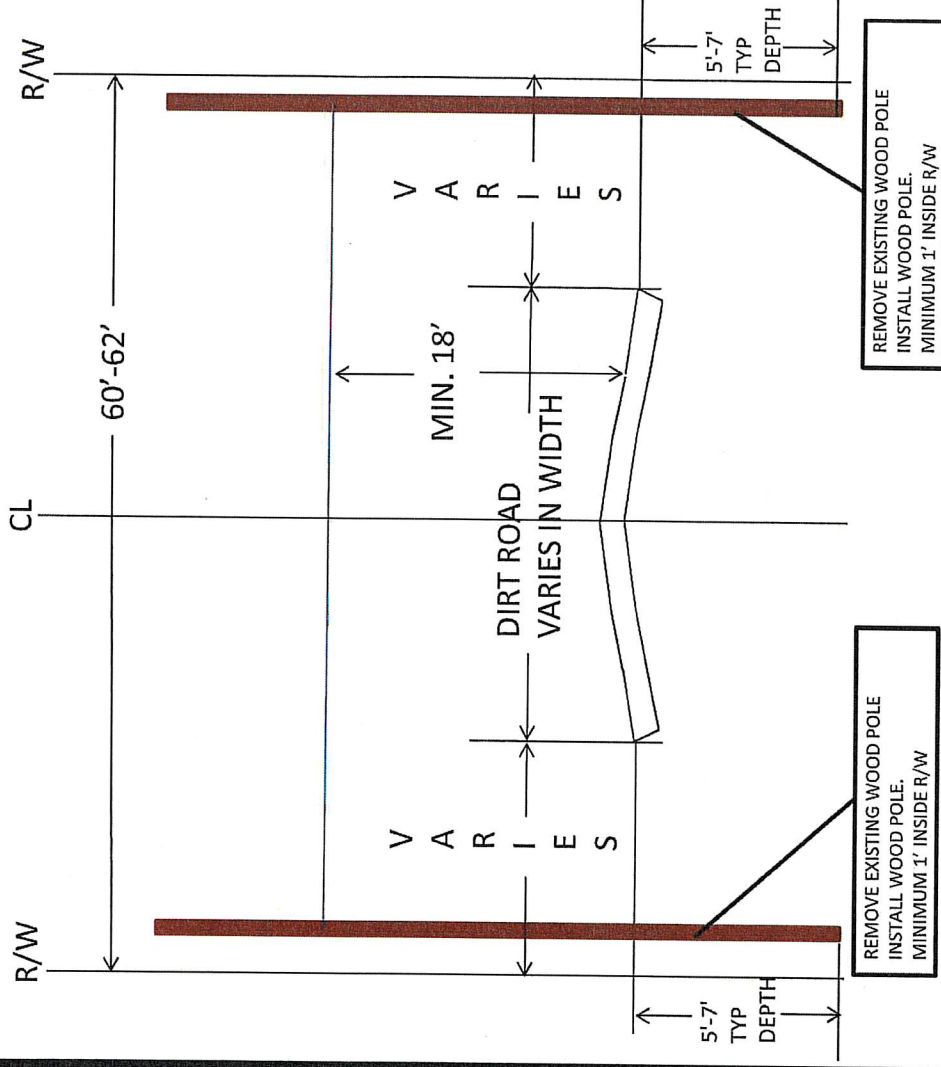 R/W
CL
R/W
60'-62'
MIN. 18'
V
A
R
I
E
S
V
A
R
I
E
S
DIRT ROAD
VARIES IN WIDTH
5'-7'
TYP
DEPTH
5'-7'
TYP
DEPTH
REMOVE EXISTING WOOD POLE
INSTALL WOOD POLE.
MINIMUM 1' INSIDE R/W
REMOVE EXISTING WOOD POLE
INSTALL WOOD POLE.
MINIMUM 1' INSIDE R/W